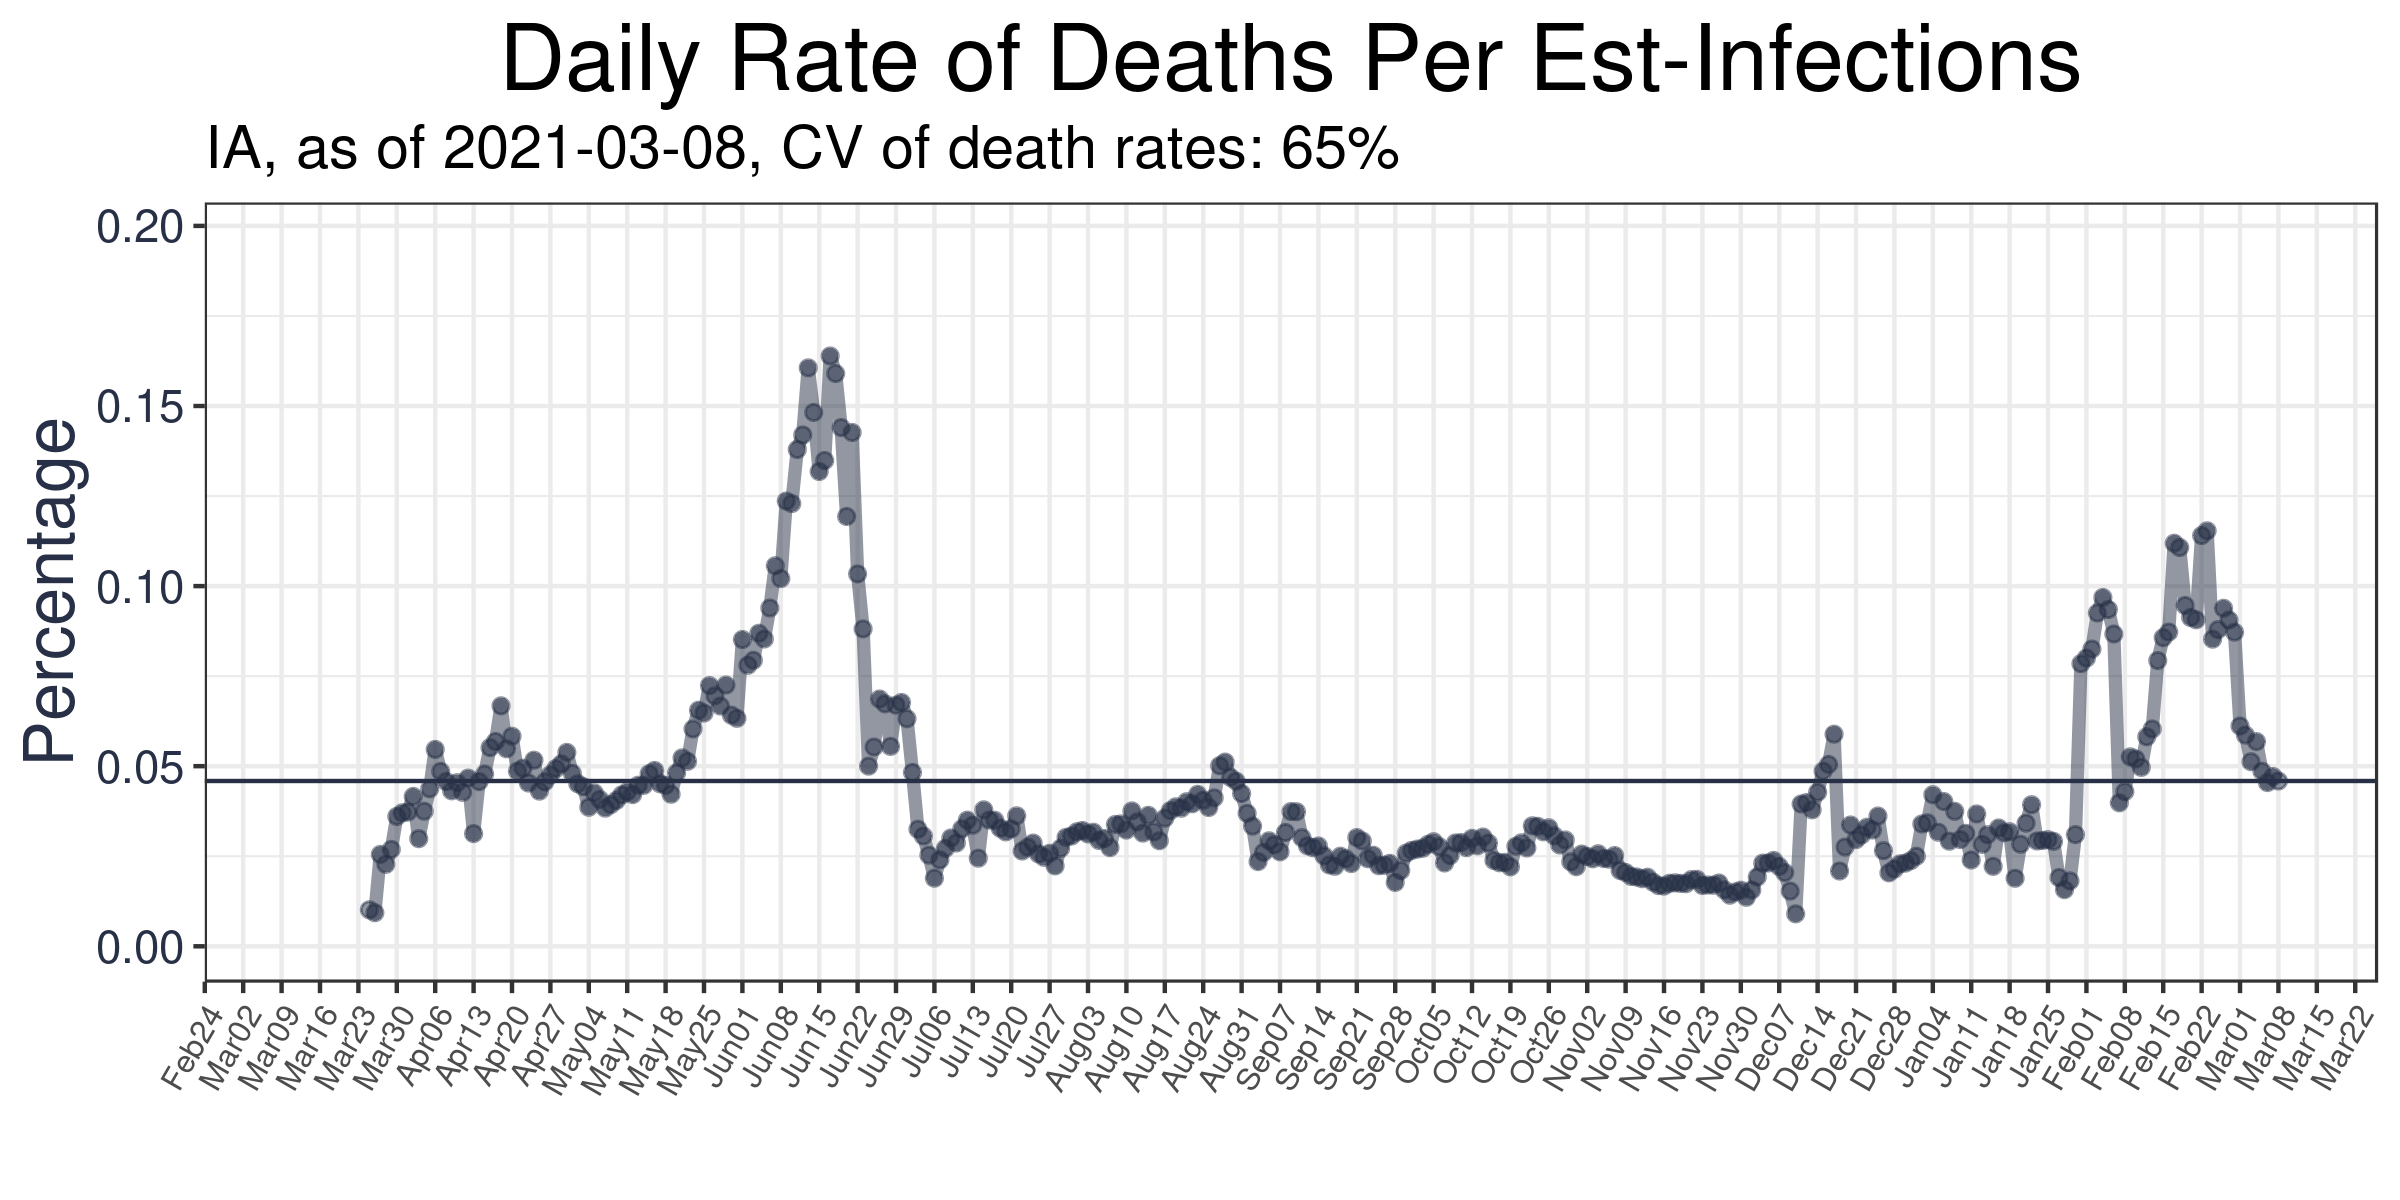 Daily Rate of Deaths Per Est-Infections
IA, as of 2021-03-08, CV of death rates: 65%
Percentage
0.20
0.15
0.10
0.05
0.00
Feb24
Mar02
Mar09
Mar16
Mar23
Mar30
Apr06
Apr13
Apr20
Apr27
May04
May11
May18
May25
Jun01
Jun08
Jun15
Jun22
Jun29
Jul06
Jul13
Jul20
Jul27
Aug03
Aug10
Aug17
Aug24
Aug31
Sep07
Sep14
Sep21
Sep28
Oct05
Oct12
Oct19
Oct26
Nov02
Nov09
Nov16
Nov23
Nov30
Dec07
Dec14
Dec21
Dec28
Jan04
Jan11
Jan18
Jan25
Feb01
Feb08
Feb15
Feb22
Mar01
Mar08
Mar15
Mar22